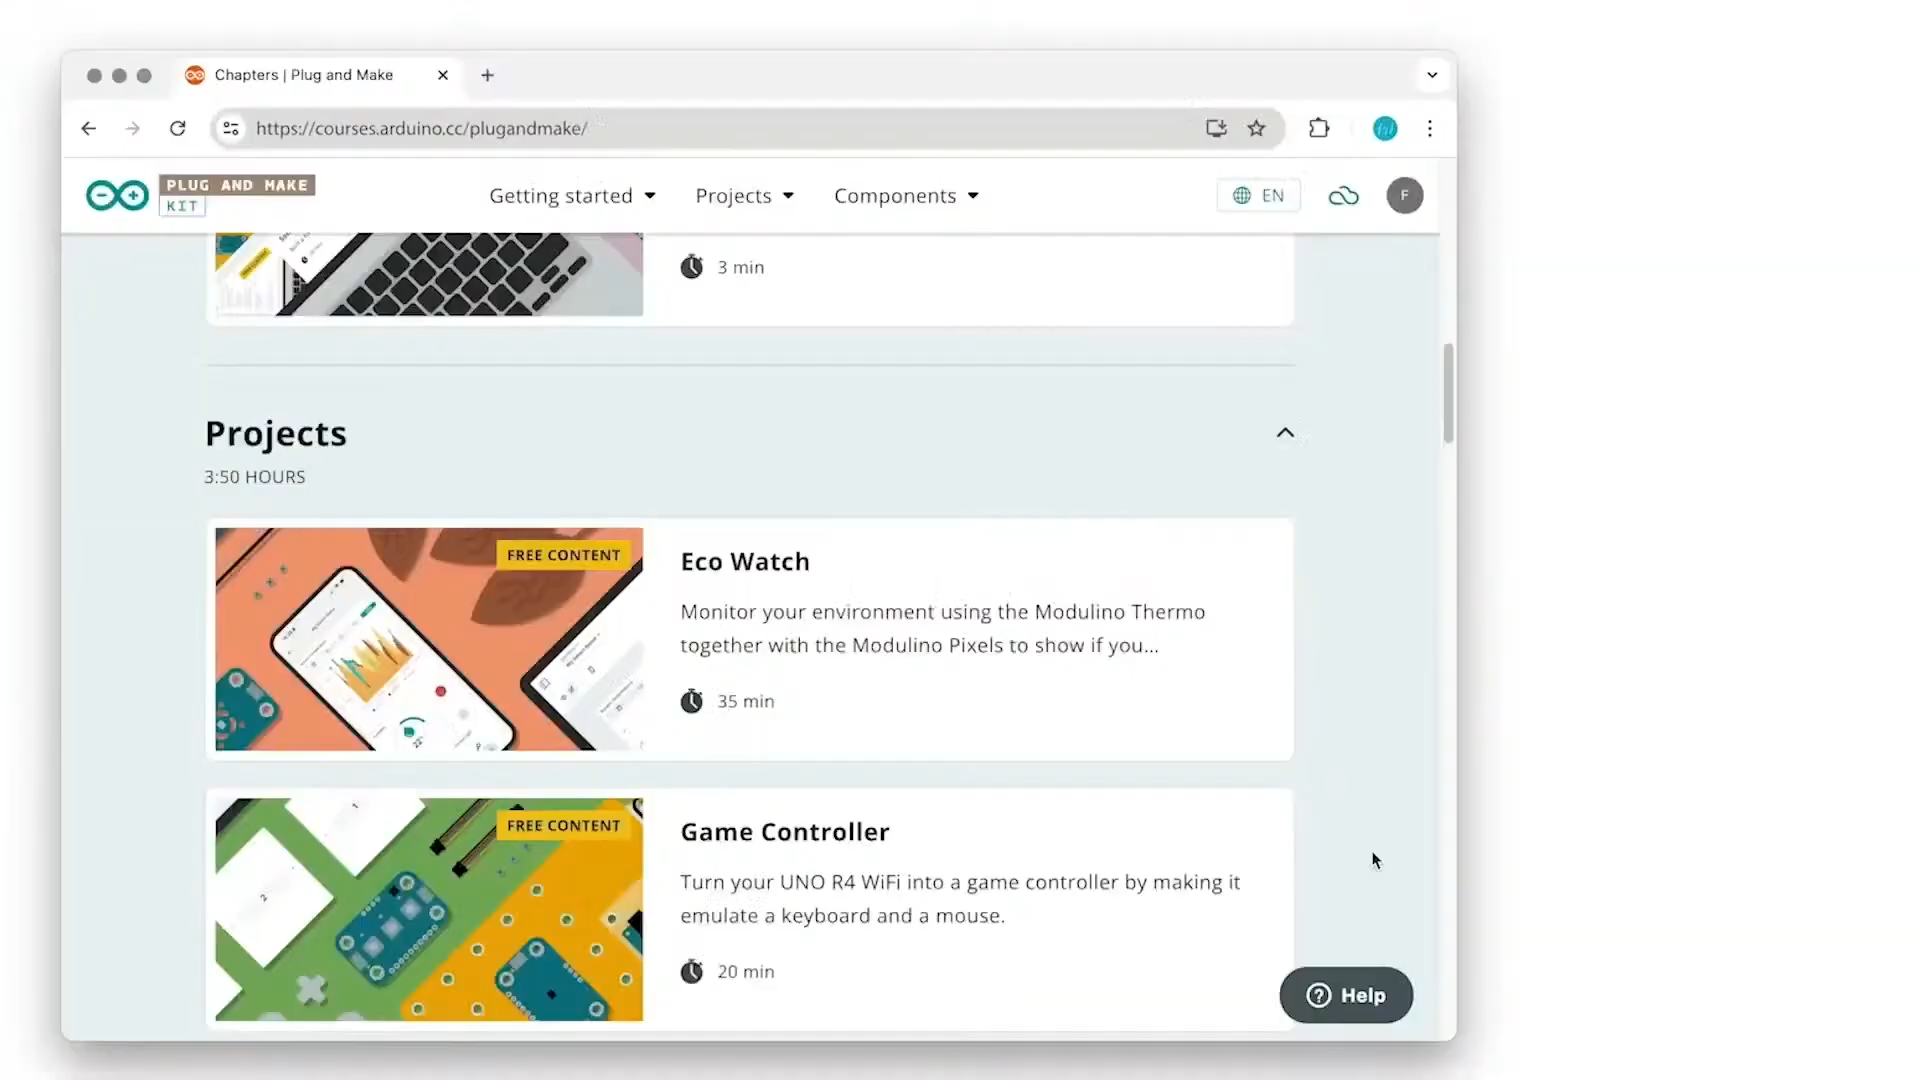 Chapters | Plug and Make
https://courses.arduino.cc/plugandmake/
PLUG AND MAKE
KIT
Getting started
Projects
Components
EN
F
3 min
Projects
3:50 HOURS
FREE CONTENT
Eco Watch
Monitor your environment using the Modulino Thermo
together with the Modulino Pixels to show if you...
35 min
22°
FREE CONTENT
1
2
Game Controller
Turn your UNO R4 WiFi into a game controller by making it
emulate a keyboard and a mouse.
20 min
Help